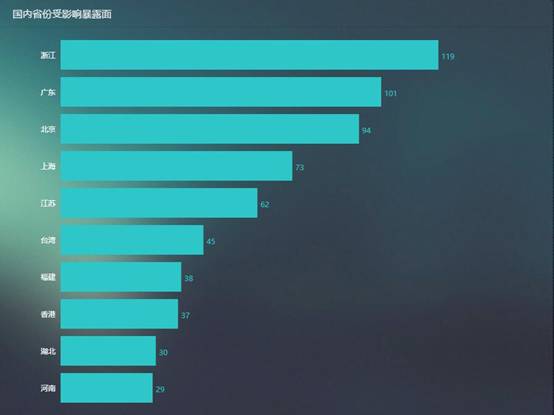 国内省份受影响暴露面
浙江 119
广东 101
北京 94
上海 73
江苏 62
台湾 45
福建 38
香港 37
湖北 30
河南 29